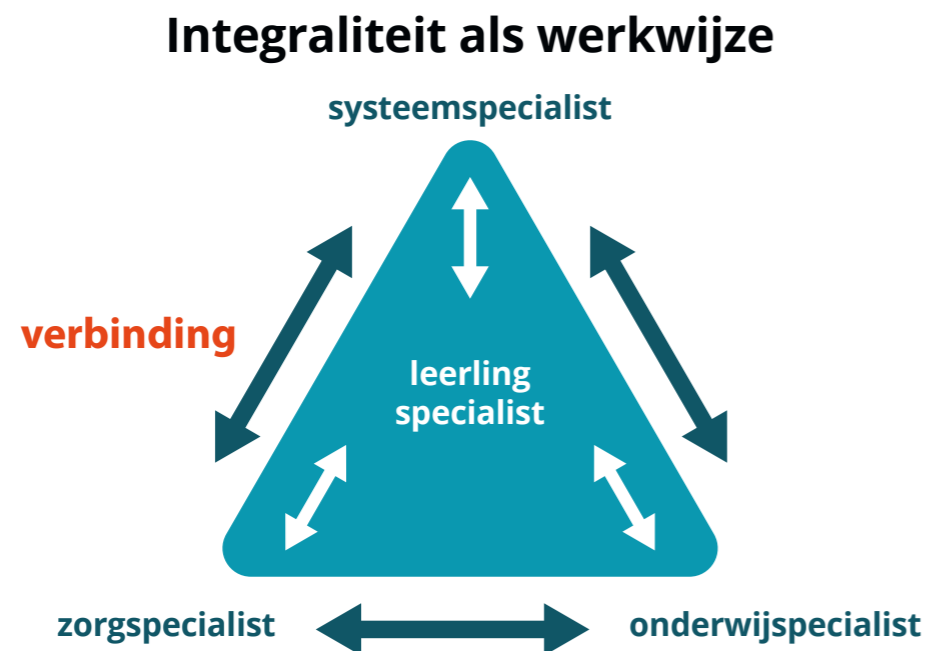 Integraliteit als werkwijze
systeemspecialist
verbinding
leerling
specialist
zorgspecialist
onderwijspecialist